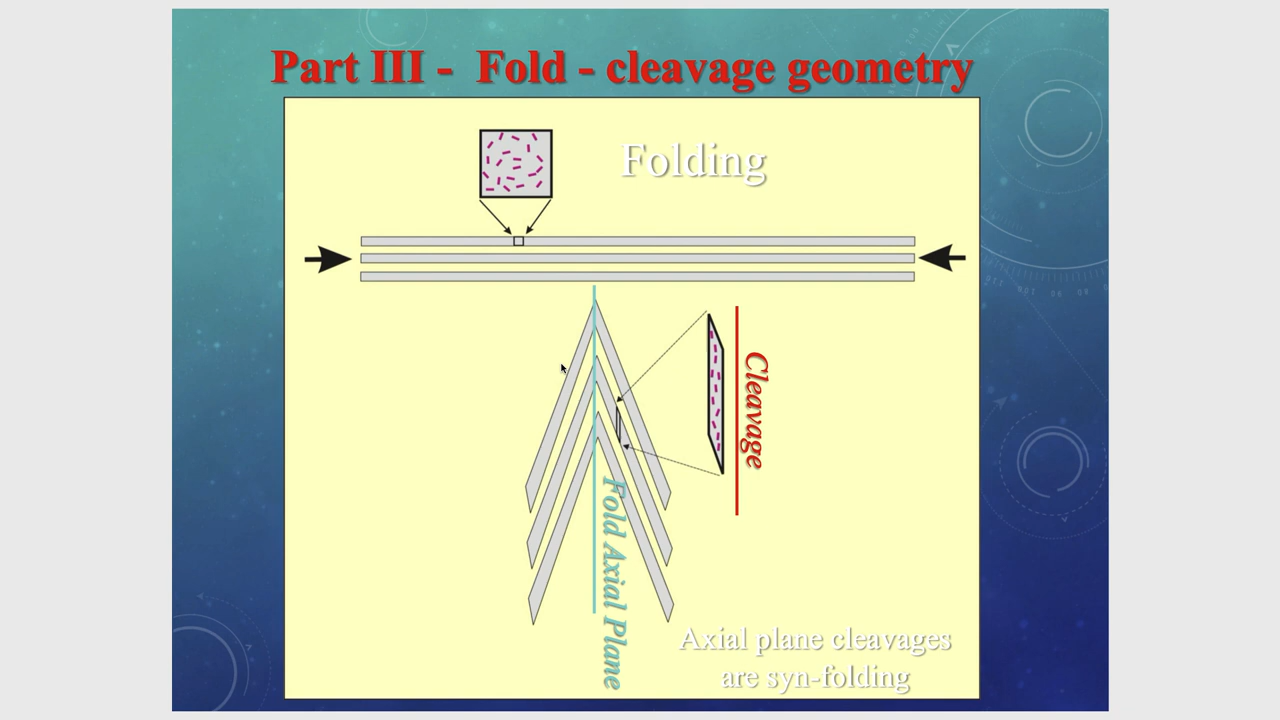 Part III - Fold - cleavage geometry
Folding
Cleavage
Fold Axial Plane
Axial plane cleavages
are syn-folding